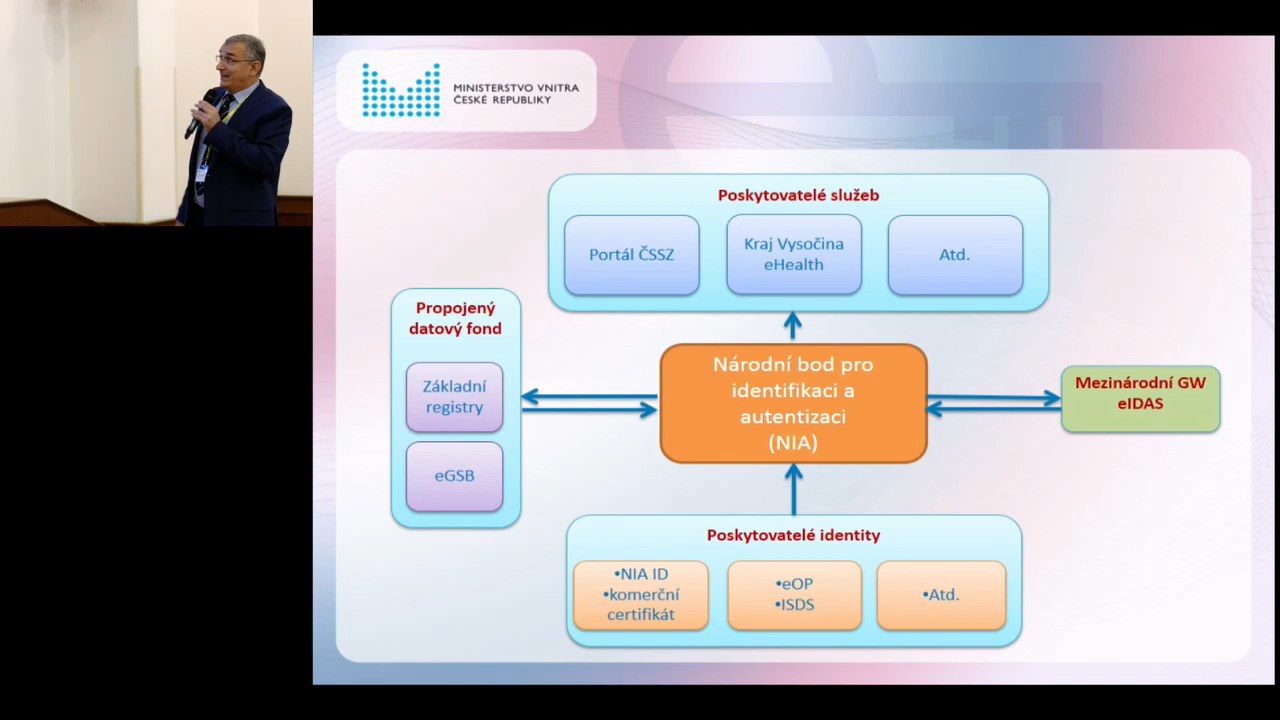 MINISTERSTVO VNITRA
ČESKÉ REPUBLIKY
Poskytovatelé služeb
Portál ČSSZ
Kraj Vysočina
eHealth
Atd.
Propojený
datový fond
Základní
registry
eGSB
Národní bod pro
identifikaci a
autentizaci
(NIA)
Mezinárodní GW
eIDAS
Poskytovatelé identity
•NIA ID
•komerční
certifikát
•eOP
•ISDS
•Atd.